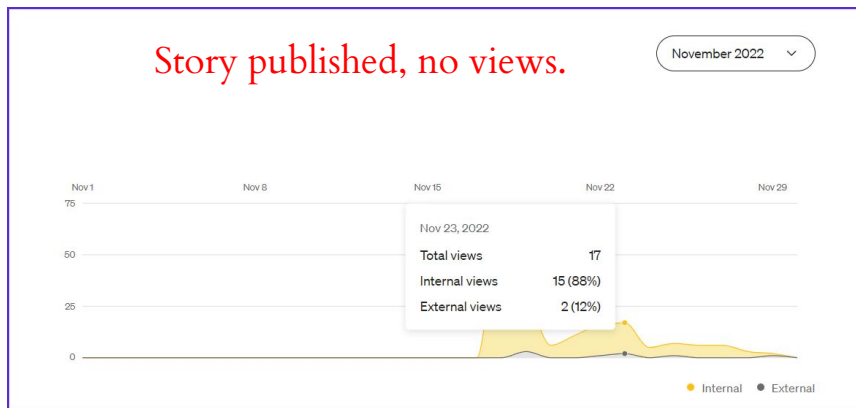 Story published, no views.
November 2022
Nov 1 Nov 8 Nov 15 Nov 22 Nov 29
75
Nov 23, 2022
Total views 17
50
Internal views 15 (88%)
External views 2 (12%)
25
0
Internal External